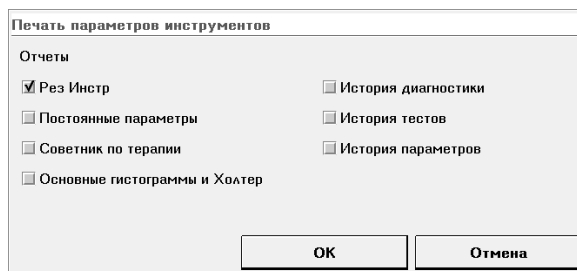 Печать параметров инструментов
Отчеты
Рез Инстр
История диагностики
Постоянные параметры
История тестов
Советник по терапии
История параметров
Основные гистограммы и Холтер
OK
Отмена